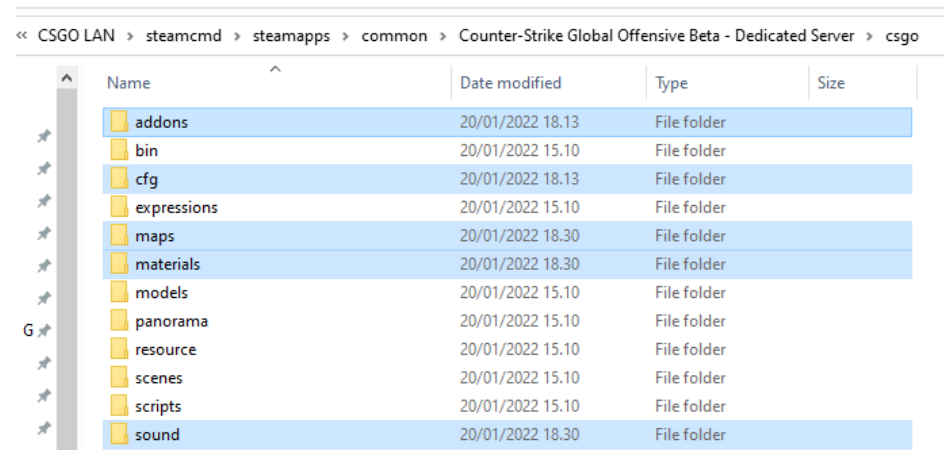 « CSGO LAN > steamcmd > steamapps > common > Counter-Strike Global Offensive Beta - Dedicated Server > csgo
Name Date modified Type Size
addons 20/01/2022 18.13 File folder
bin 20/01/2022 15.10 File folder
cfg 20/01/2022 18.13 File folder
expressions 20/01/2022 15.10 File folder
maps 20/01/2022 18.30 File folder
materials 20/01/2022 18.30 File folder
models 20/01/2022 15.10 File folder
G panorama 20/01/2022 15.10 File folder
resource 20/01/2022 15.10 File folder
scenes 20/01/2022 15.10 File folder
scripts 20/01/2022 15.10 File folder
sound 20/01/2022 18.30 File folder